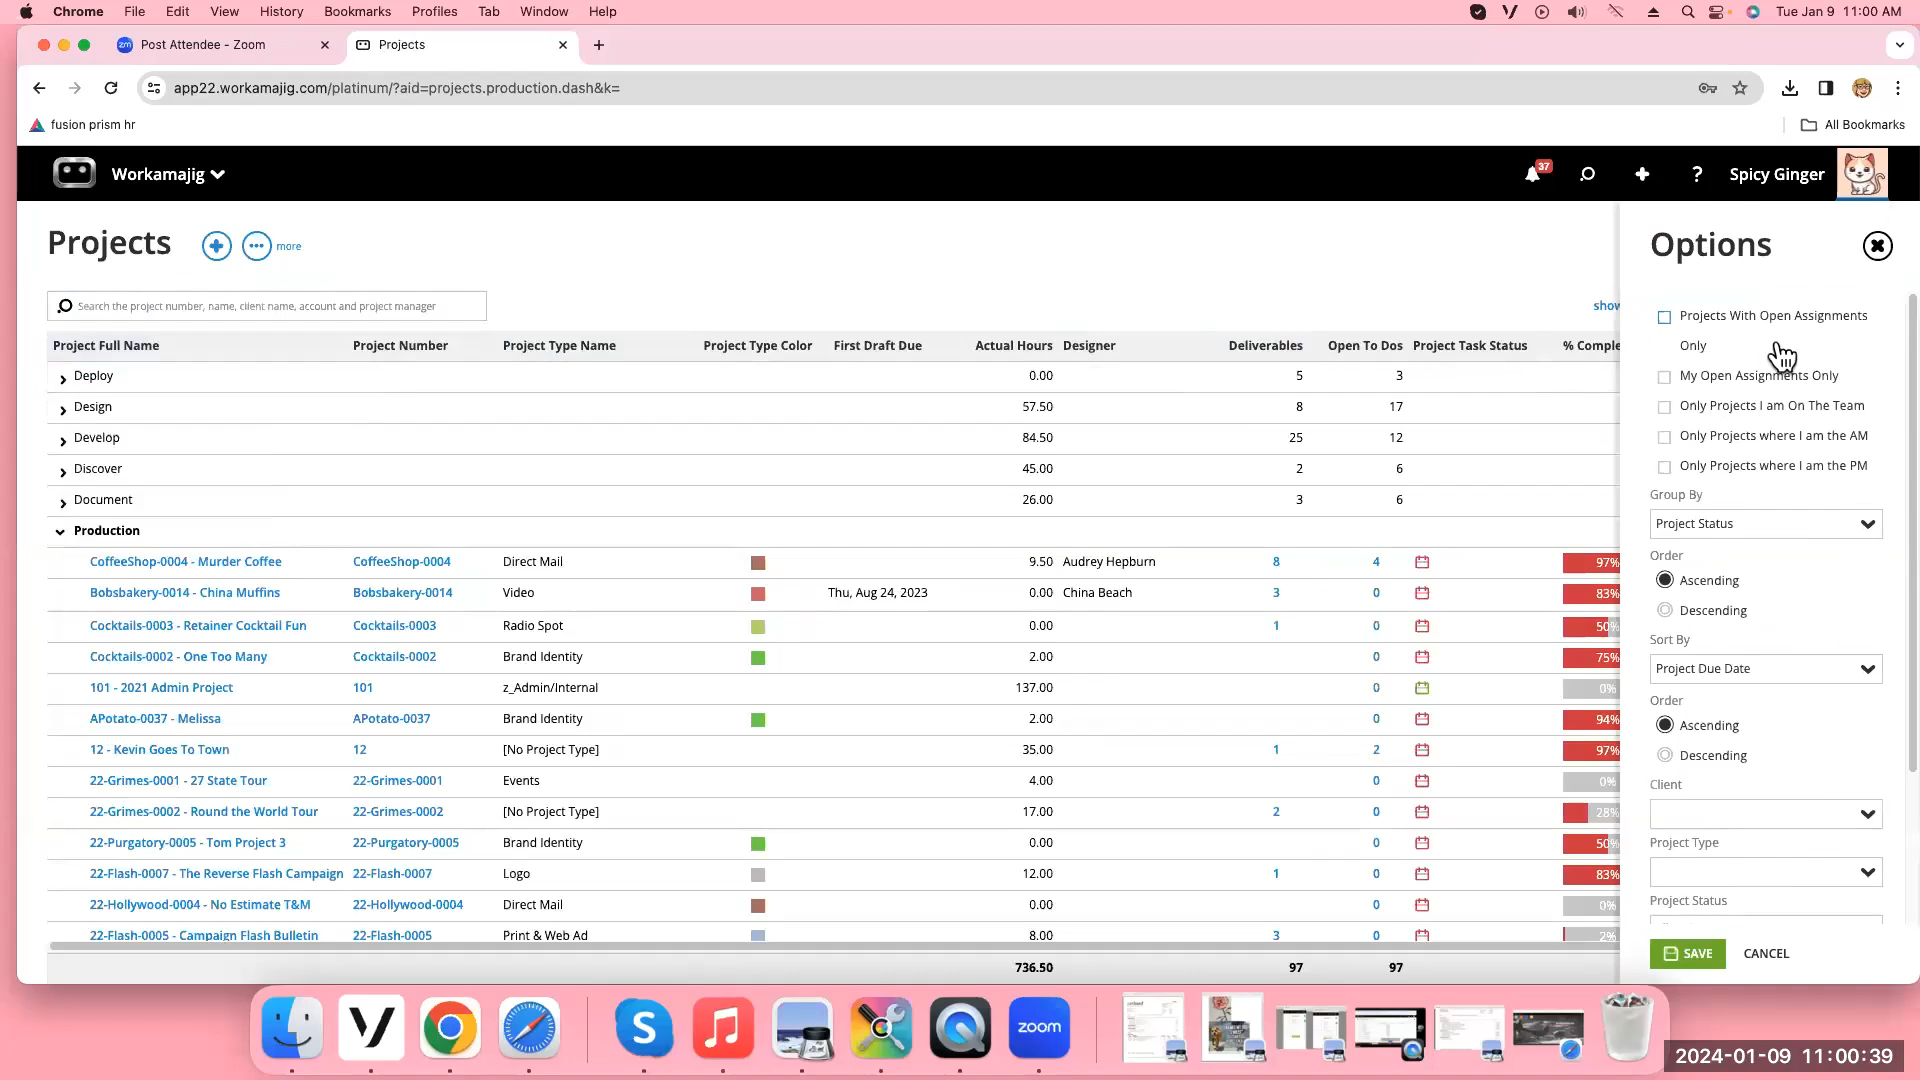 Chrome File Edit View History Bookmarks Profiles Tab Window Help Tue Jan 9 11:00 AM
zm Post Attendee - Zoom Projects
app22.workamajig.com/platinum/?aid=projects.production.dash&k=
fusion prism hr All Bookmarks
Workamajig 37 ? Spicy Ginger
Projects more
Search the project number, name, client name, account and project manager show
Project Full Name Project Number Project Type Name Project Type Color First Draft Due Actual Hours Designer Deliverables Open To Dos Project Task Status % Comple
Deploy 0.00 5 3
Design 57.50 8 17
Develop 84.50 25 12
Discover 45.00 2 6
Document 26.00 3 6
Production
CoffeeShop-0004 - Murder Coffee CoffeeShop-0004 Direct Mail 9.50 Audrey Hepburn 8 4 97%
Bobsbakery-0014 - China Muffins Bobsbakery-0014 Video Thu, Aug 24, 2023 0.00 China Beach 3 0 83%
Cocktails-0003 - Retainer Cocktail Fun Cocktails-0003 Radio Spot 0.00 1 0 50%
Cocktails-0002 - One Too Many Cocktails-0002 Brand Identity 2.00 0 75%
101 - 2021 Admin Project 101 z_Admin/Internal 137.00 0 0%
APotato-0037 - Melissa APotato-0037 Brand Identity 2.00 0 94%
12 - Kevin Goes To Town 12 [No Project Type] 35.00 1 2 97%
22-Grimes-0001 - 27 State Tour 22-Grimes-0001 Events 4.00 0 0%
22-Grimes-0002 - Round the World Tour 22-Grimes-0002 [No Project Type] 17.00 2 0 28%
22-Purgatory-0005 - Tom Project 3 22-Purgatory-0005 Brand Identity 0.00 0 50%
22-Flash-0007 - The Reverse Flash Campaign 22-Flash-0007 Logo 12.00 1 0 83%
22-Hollywood-0004 - No Estimate T&M 22-Hollywood-0004 Direct Mail 0.00 0 0%
22-Flash-0005 - Campaign Flash Bulletin 22-Flash-0005 Print & Web Ad 8.00 3 0 2%
736.50 97 97
Options
Projects With Open Assignments
Only
My Open Assignments Only
Only Projects I am On The Team
Only Projects where I am the AM
Only Projects where I am the PM
Group By
Project Status
Order
Ascending
Descending
Sort By
Project Due Date
Order
Ascending
Descending
Client
Project Type
Project Status
SAVE CANCEL
zoom
2024-01-09 11:00:39